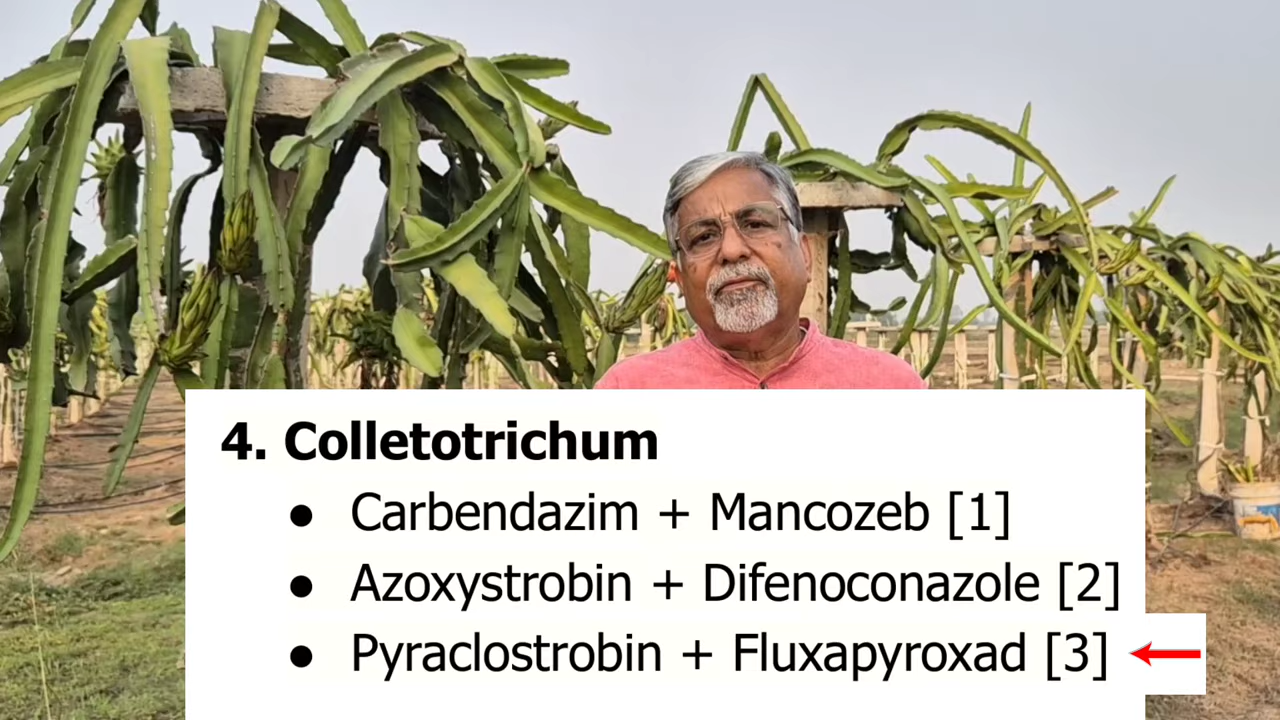 4. Colletotrichum
● Carbendazim + Mancozeb [1]
● Azoxystrobin + Difenoconazole [2]
● Pyraclostrobin + Fluxapyroxad [3]